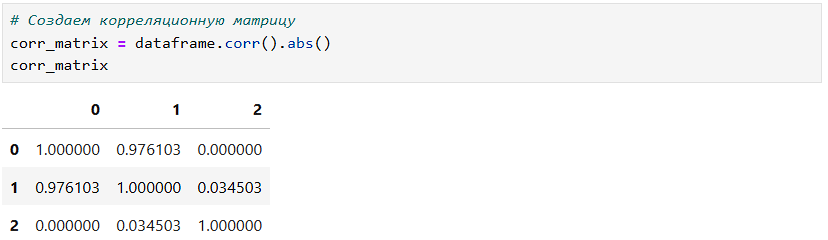 # Создаем корреляционную матрицу
corr_matrix = dataframe.corr().abs()
corr_matrix
0 1 2
0 1.000000 0.976103 0.000000
1 0.976103 1.000000 0.034503
2 0.000000 0.034503 1.000000